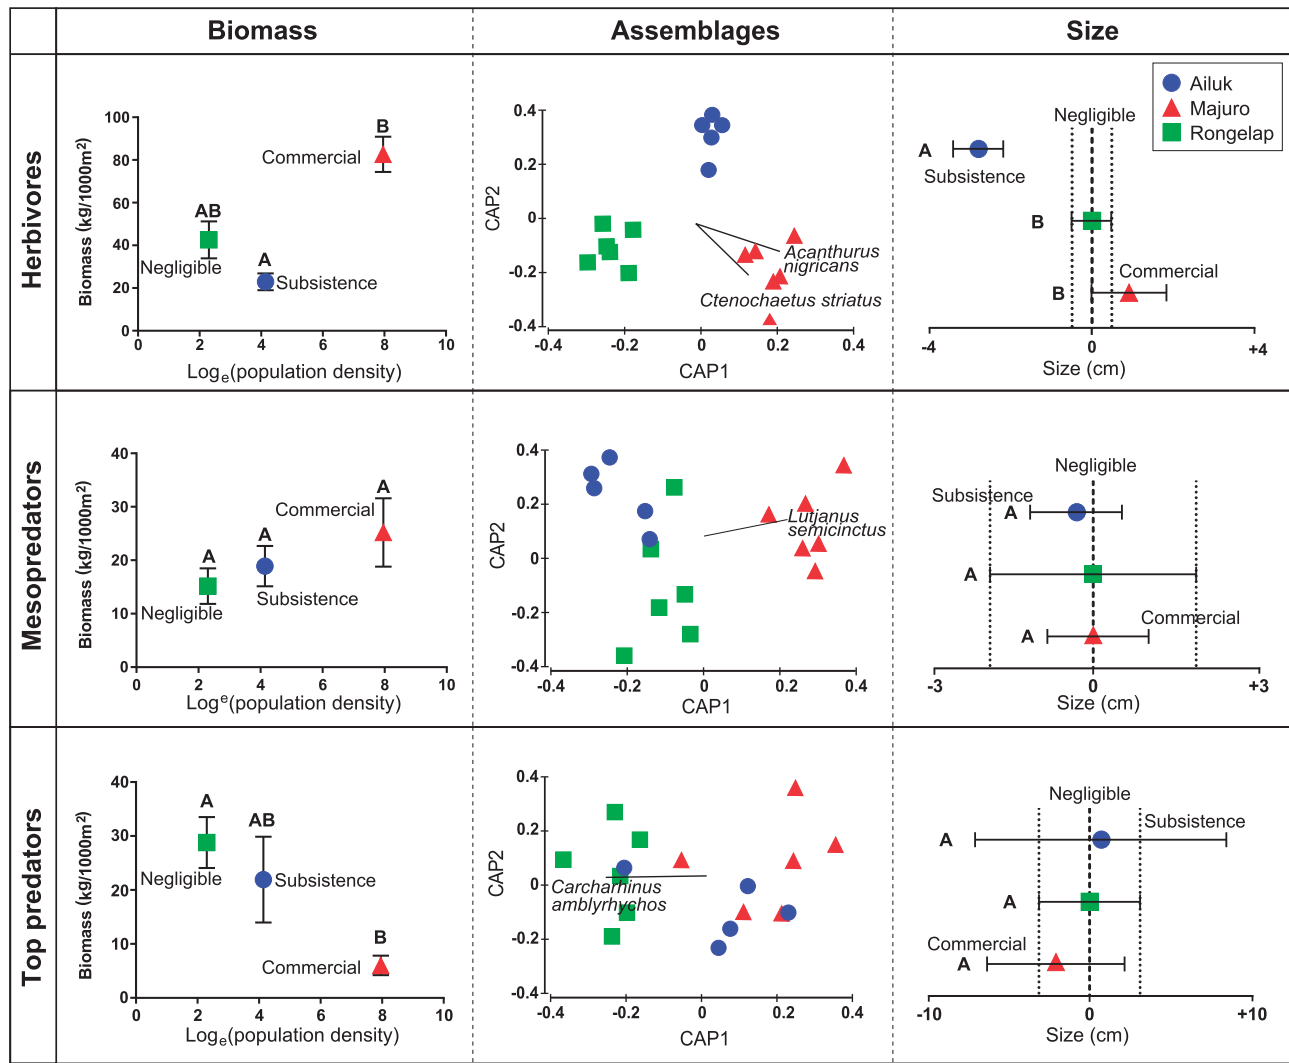 Biomass
Assemblages
Size
Herbivores
Biomass (kg/1000m2)
100
80
60
40
20
0
0
2
4
6
8
10
Loge(population density)
AB
Negligible
A
Subsistence
B
Commercial
CAP2
0.4
0.2
0
-0.2
-0.4
-0.4
-0.2
0
0.2
0.4
CAP1
Acanthurus
nigricans
Ctenochaetus striatus
Ailuk
Majuro
Rongelap
Negligible
A
Subsistence
B
Commercial
B
-4
0
+4
Size (cm)
Mesopredators
Biomass (kg/1000m2)
40
30
20
10
0
0
2
4
6
8
10
Loge(population density)
A
Negligible
A
Subsistence
A
Commercial
CAP2
0.4
0.2
0
-0.2
-0.4
-0.4
-0.2
0
0.2
0.4
CAP1
Lutjanus
semicinctus
Negligible
Subsistence
A
A
Commercial
A
-3
0
+3
Size (cm)
Top predators
Biomass (kg/1000m2)
40
30
20
10
0
0
2
4
6
8
10
Loge(population density)
A
Negligible
AB
Subsistence
B
Commercial
CAP2
0.4
0.2
0
-0.2
-0.4
-0.4
-0.2
0
0.2
0.4
CAP1
Carcharhinus
amblyrhychos
Negligible
Subsistence
A
A
Commercial
A
-10
0
+10
Size (cm)